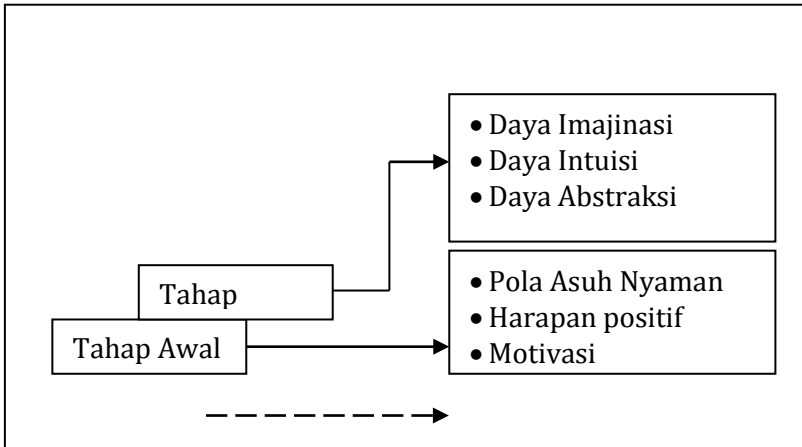 • Daya Imajinasi
• Daya Intuisi
• Daya Abstraksi
Tahap
• Pola Asuh Nyaman
• Harapan positif
• Motivasi
Tahap Awal